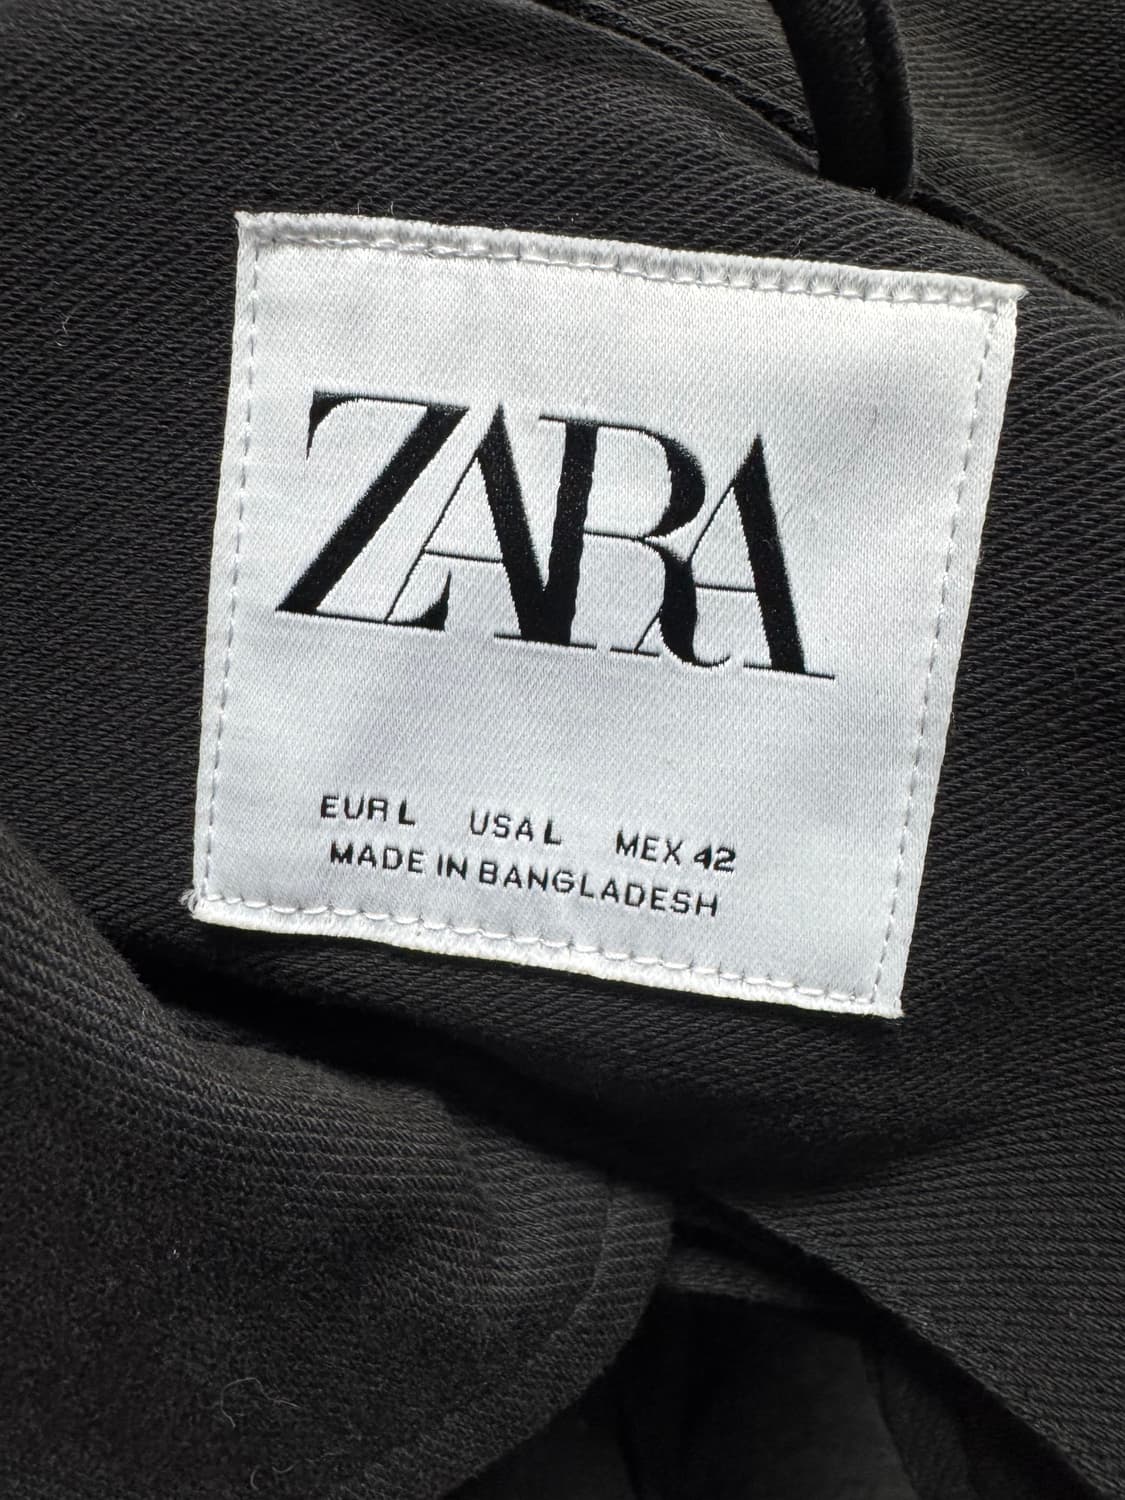 ZARA
EUR L USA L MEX 42
MADE IN BANGLADESH